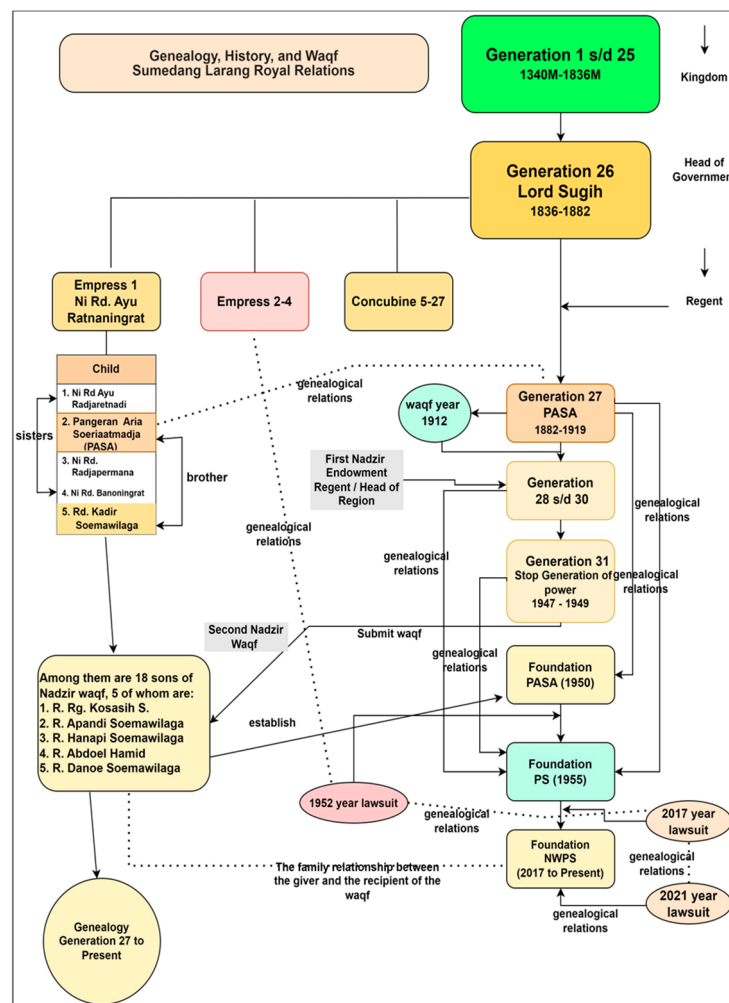 Genealogy, History, and Waqf
Sumedang Larang Royal Relations
Generation 1 s/d 25
1340M-1836M
Kingdom
Generation 26
Lord Sugih
1836-1882
Head of
Government
Regent
Empress 1
Ni Rd. Ayu
Ratnaningrat
Empress 2-4
Concubine 5-27
Child
1. Ni Rd Ayu
Radjaretnadi
2. Pangeran Aria
Soeriaatmadja
(PASA)
3. Ni Rd.
Radjapermana
4. Ni Rd. Banoningrat
5. Rd. Kadir
Soemawilaga
sisters
brother
genealogical
relations
waqf year
1912
Generation 27
PASA
1882-1919
First Nadzir
Endowment
Regent / Head of
Region
Generation
28 s/d 30
genealogical
relations
genealogical
relations
genealogical
relations
Generation 31
Stop Generation of
power
1947 - 1949
genealogical
relations
Second Nadzir
Waqf
Submit waqf
genealogical
relations
Among them are 18 sons of
Nadzir waqf, 5 of whom are:
1. R. Rg. Kosasih S.
2. R. Apandi Soemawilaga
3. R. Hanapi Soemawilaga
4. R. Abdoel Hamid
5. R. Danoe Soemawilaga
establish
Foundation
PASA (1950)
Foundation
PS (1955)
1952 year lawsuit
genealogical
relations
2017 year
lawsuit
Foundation
NWPS
(2017 to Present)
genealogical
relations
The family relationship between
the giver and the recipient of the
waqf
2021 year
lawsuit
genealogical
relations
Genealogy
Generation 27 to
Present